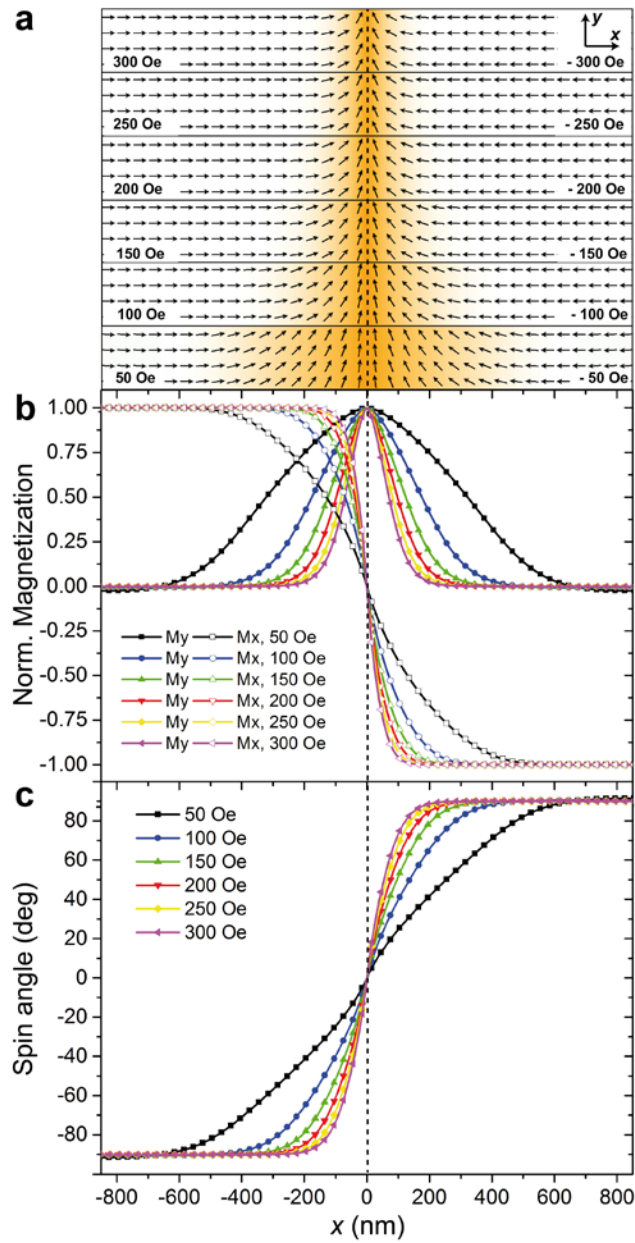 a
y
x
300 Oe - 300 Oe
250 Oe - 250 Oe
200 Oe - 200 Oe
150 Oe - 150 Oe
100 Oe - 100 Oe
50 Oe - 50 Oe
b
Norm. Magnetization
1.00
0.75
0.50
0.25
0.00
-0.25
-0.50
-0.75
-1.00
My Mx, 50 Oe
My Mx, 100 Oe
My Mx, 150 Oe
My Mx, 200 Oe
My Mx, 250 Oe
My Mx, 300 Oe
c
Spin angle (deg)
80
60
40
20
0
-20
-40
-60
-80
50 Oe
100 Oe
150 Oe
200 Oe
250 Oe
300 Oe
-800 -600 -400 -200 0 200 400 600 800
x (nm)